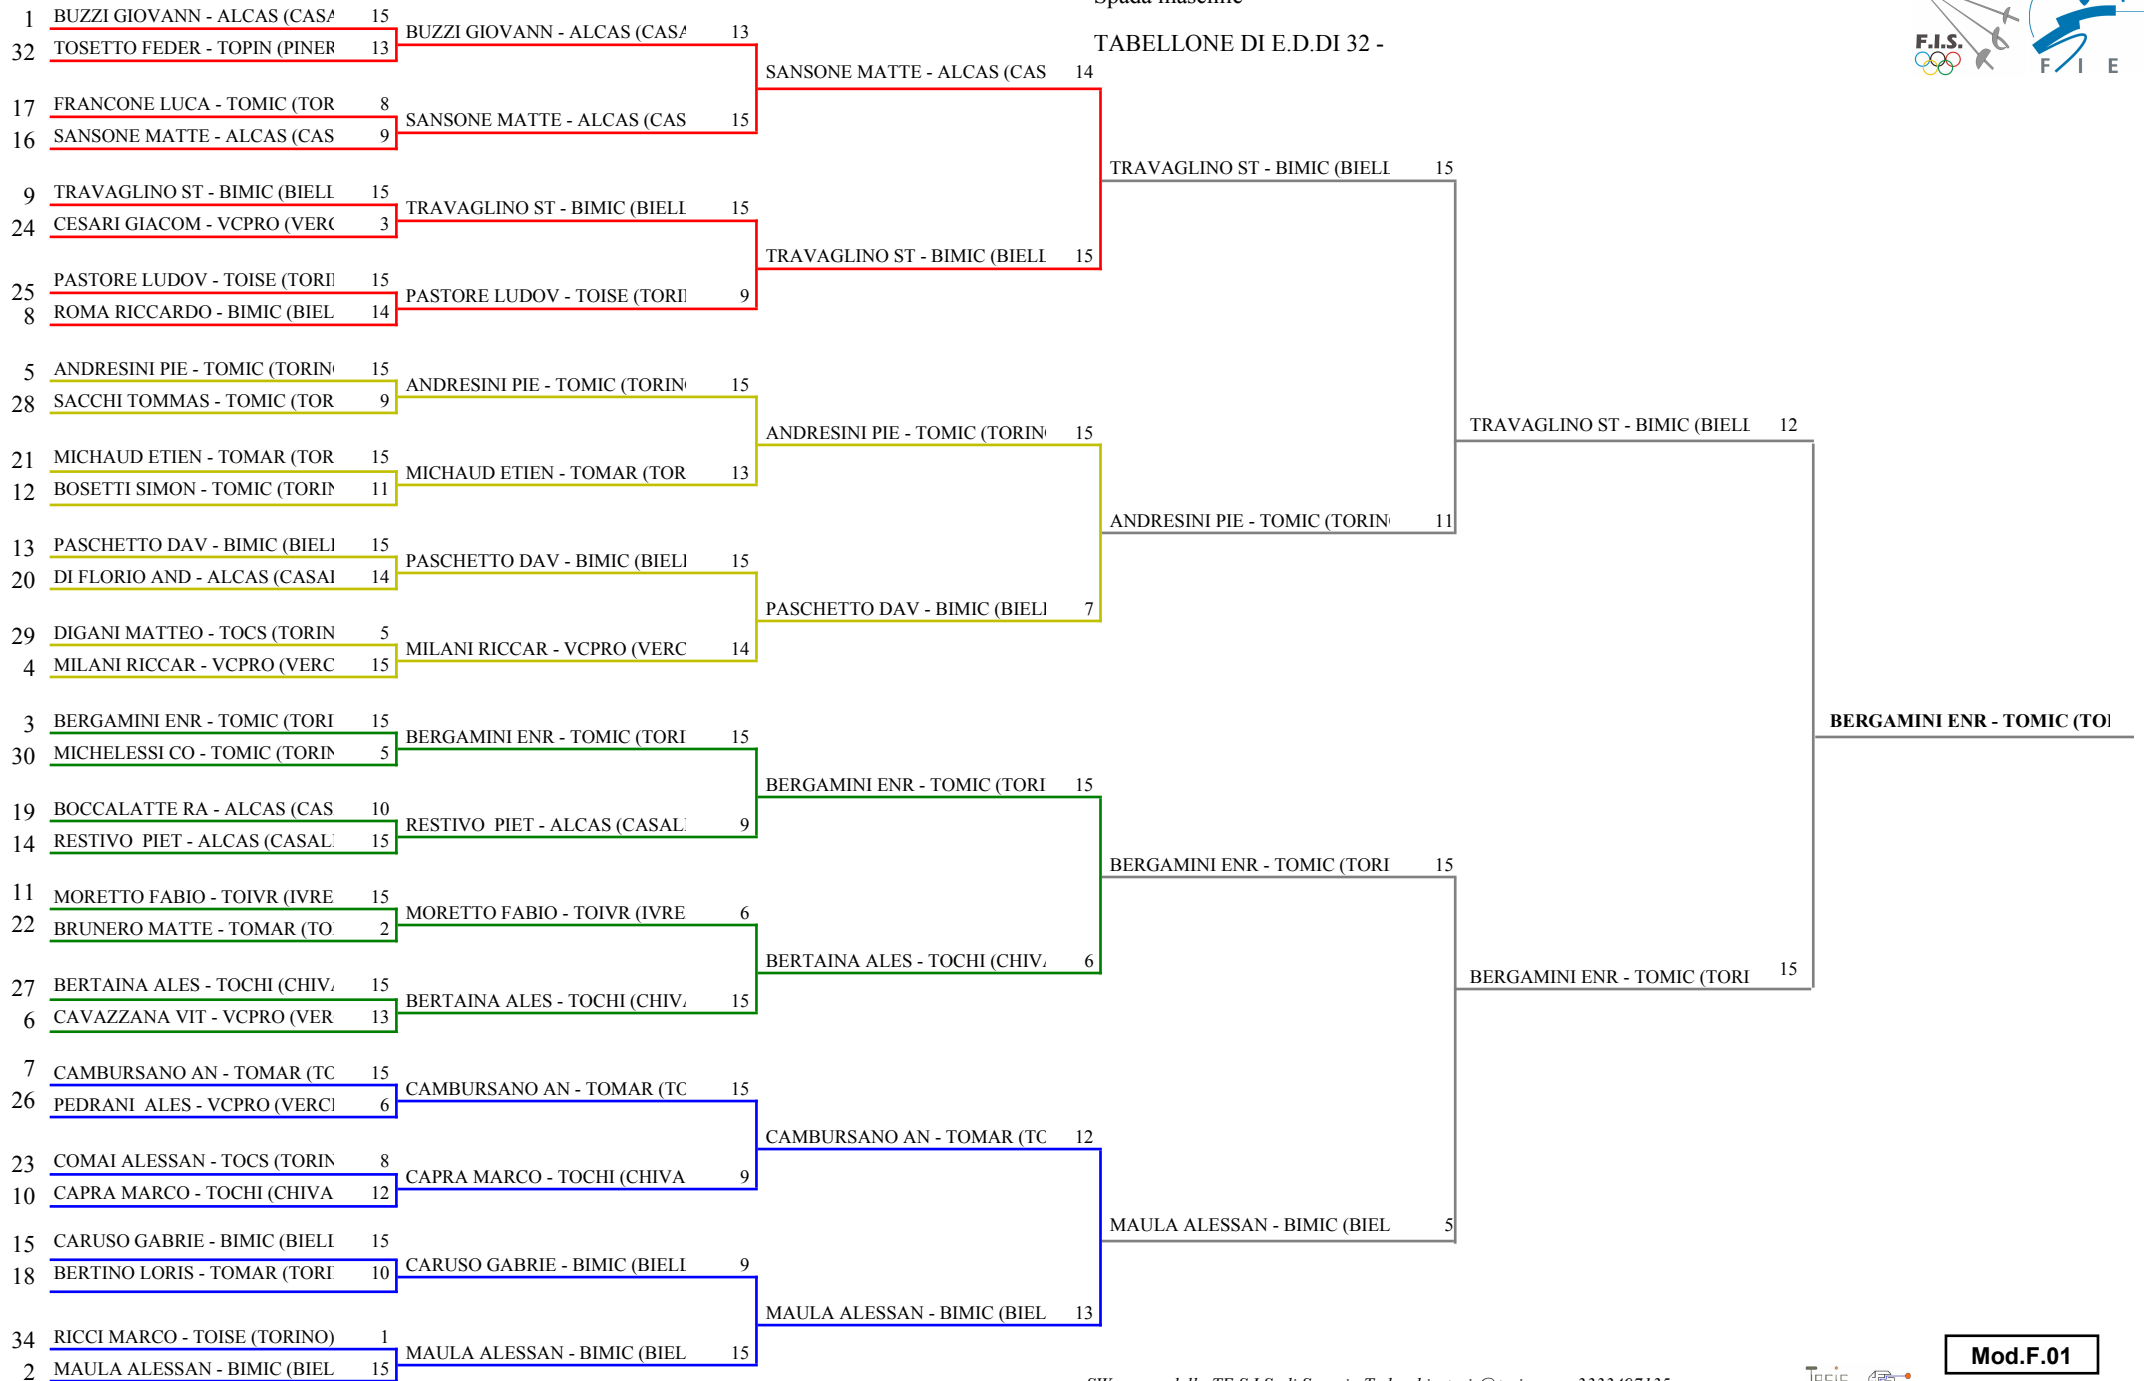 TABELLONE DI E.D.DI 32 -
F.I.S.
F I E
1 BUZZI GIOVANN - ALCAS (CASA 15
32 TOSETTO FEDER - TOPIN (PINER 13
17 FRANCONE LUCA - TOMIC (TOR 8
16 SANSONE MATTE - ALCAS (CAS 9
9 TRAVAGLINO ST - BIMIC (BIELL 15
24 CESARI GIACOM - VCPRO (VERC 3
25 PASTORE LUDOV - TOISE (TORI 15
8 ROMA RICCARDO - BIMIC (BIEL 14
5 ANDRESINI PIE - TOMIC (TORIN 15
28 SACCHI TOMMAS - TOMIC (TOR 9
21 MICHAUD ETIEN - TOMAR (TOR 15
12 BOSETTI SIMON - TOMIC (TORIN 11
13 PASCHETTO DAV - BIMIC (BIEL 15
20 DI FLORIO AND - ALCAS (CASA 14
29 DIGANI MATTEO - TOCS (TORIN 5
4 MILANI RICCAR - VCPRO (VERC 15
3 BERGAMINI ENR - TOMIC (TORI 15
30 MICHELESSI CO - TOMIC (TORIN 5
19 BOCCALATTE RA - ALCAS (CAS 10
14 RESTIVO  PIET - ALCAS (CASAL 15
11 MORETTO FABIO - TOIVR (IVRE 15
22 BRUNERO MATTE - TOMAR (TO 2
27 BERTAINA ALES - TOCHI (CHIV 15
6 CAVAZZANA VIT - VCPRO (VER 13
7 CAMBURSANO AN - TOMAR (TO 15
26 PEDRANI  ALES - VCPRO (VERC 6
23 COMAI ALESSAN - TOCS (TORIN 8
10 CAPRA MARCO - TOCHI (CHIVA 12
15 CARUSO GABRIE - BIMIC (BIELL 15
18 BERTINO LORIS - TOMAR (TORI 10
34 RICCI MARCO - TOISE (TORINO) 1
2 MAULA ALESSAN - BIMIC (BIEL 15
BUZZI GIOVANN - ALCAS (CASA 13
SANSONE MATTE - ALCAS (CAS 15
TRAVAGLINO ST - BIMIC (BIELL 15
PASTORE LUDOV - TOISE (TORI 9
ANDRESINI PIE - TOMIC (TORIN 15
MICHAUD ETIEN - TOMAR (TOR 13
PASCHETTO DAV - BIMIC (BIEL 15
MILANI RICCAR - VCPRO (VERC 14
BERGAMINI ENR - TOMIC (TORI 15
RESTIVO  PIET - ALCAS (CASAL 9
MORETTO FABIO - TOIVR (IVRE 6
BERTAINA ALES - TOCHI (CHIV 15
CAMBURSANO AN - TOMAR (TO 15
CAPRA MARCO - TOCHI (CHIVA 9
CARUSO GABRIE - BIMIC (BIELL 9
MAULA ALESSAN - BIMIC (BIEL 15
SANSONE MATTE - ALCAS (CAS 14
TRAVAGLINO ST - BIMIC (BIELL 15
ANDRESINI PIE - TOMIC (TORIN 15
PASCHETTO DAV - BIMIC (BIEL 7
BERGAMINI ENR - TOMIC (TORI 15
BERTAINA ALES - TOCHI (CHIV 6
CAMBURSANO AN - TOMAR (TO 12
MAULA ALESSAN - BIMIC (BIEL 13
TRAVAGLINO ST - BIMIC (BIELL 15
ANDRESINI PIE - TOMIC (TORIN 11
BERGAMINI ENR - TOMIC (TORI 15
MAULA ALESSAN - BIMIC (BIEL 5
TRAVAGLINO ST - BIMIC (BIELL 12
BERGAMINI ENR - TOMIC (TORI 15
BERGAMINI ENR - TOMIC (TO
Mod.F.01